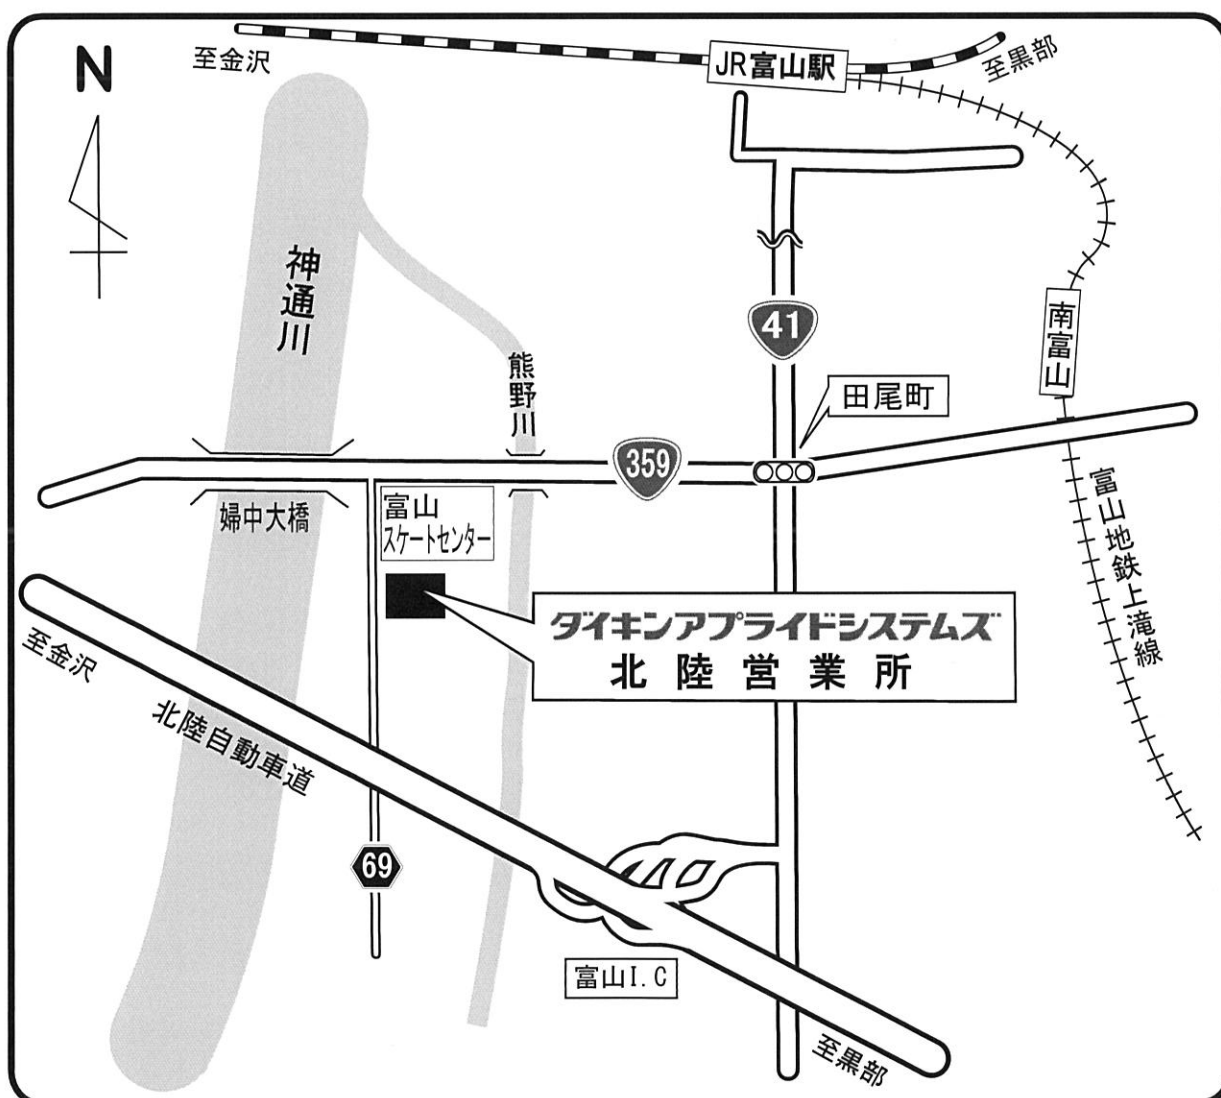 N
至金沢
JR富山駅
至黒部
神通川
熊野川
41
南富山
田尾町
359
婦中大橋
富山
スケートセンター
ダイキンアプライドシステムズ
北陸営業所
富山地鉄上滝線
至金沢
北陸自動車道
69
富山I.C
至黒部